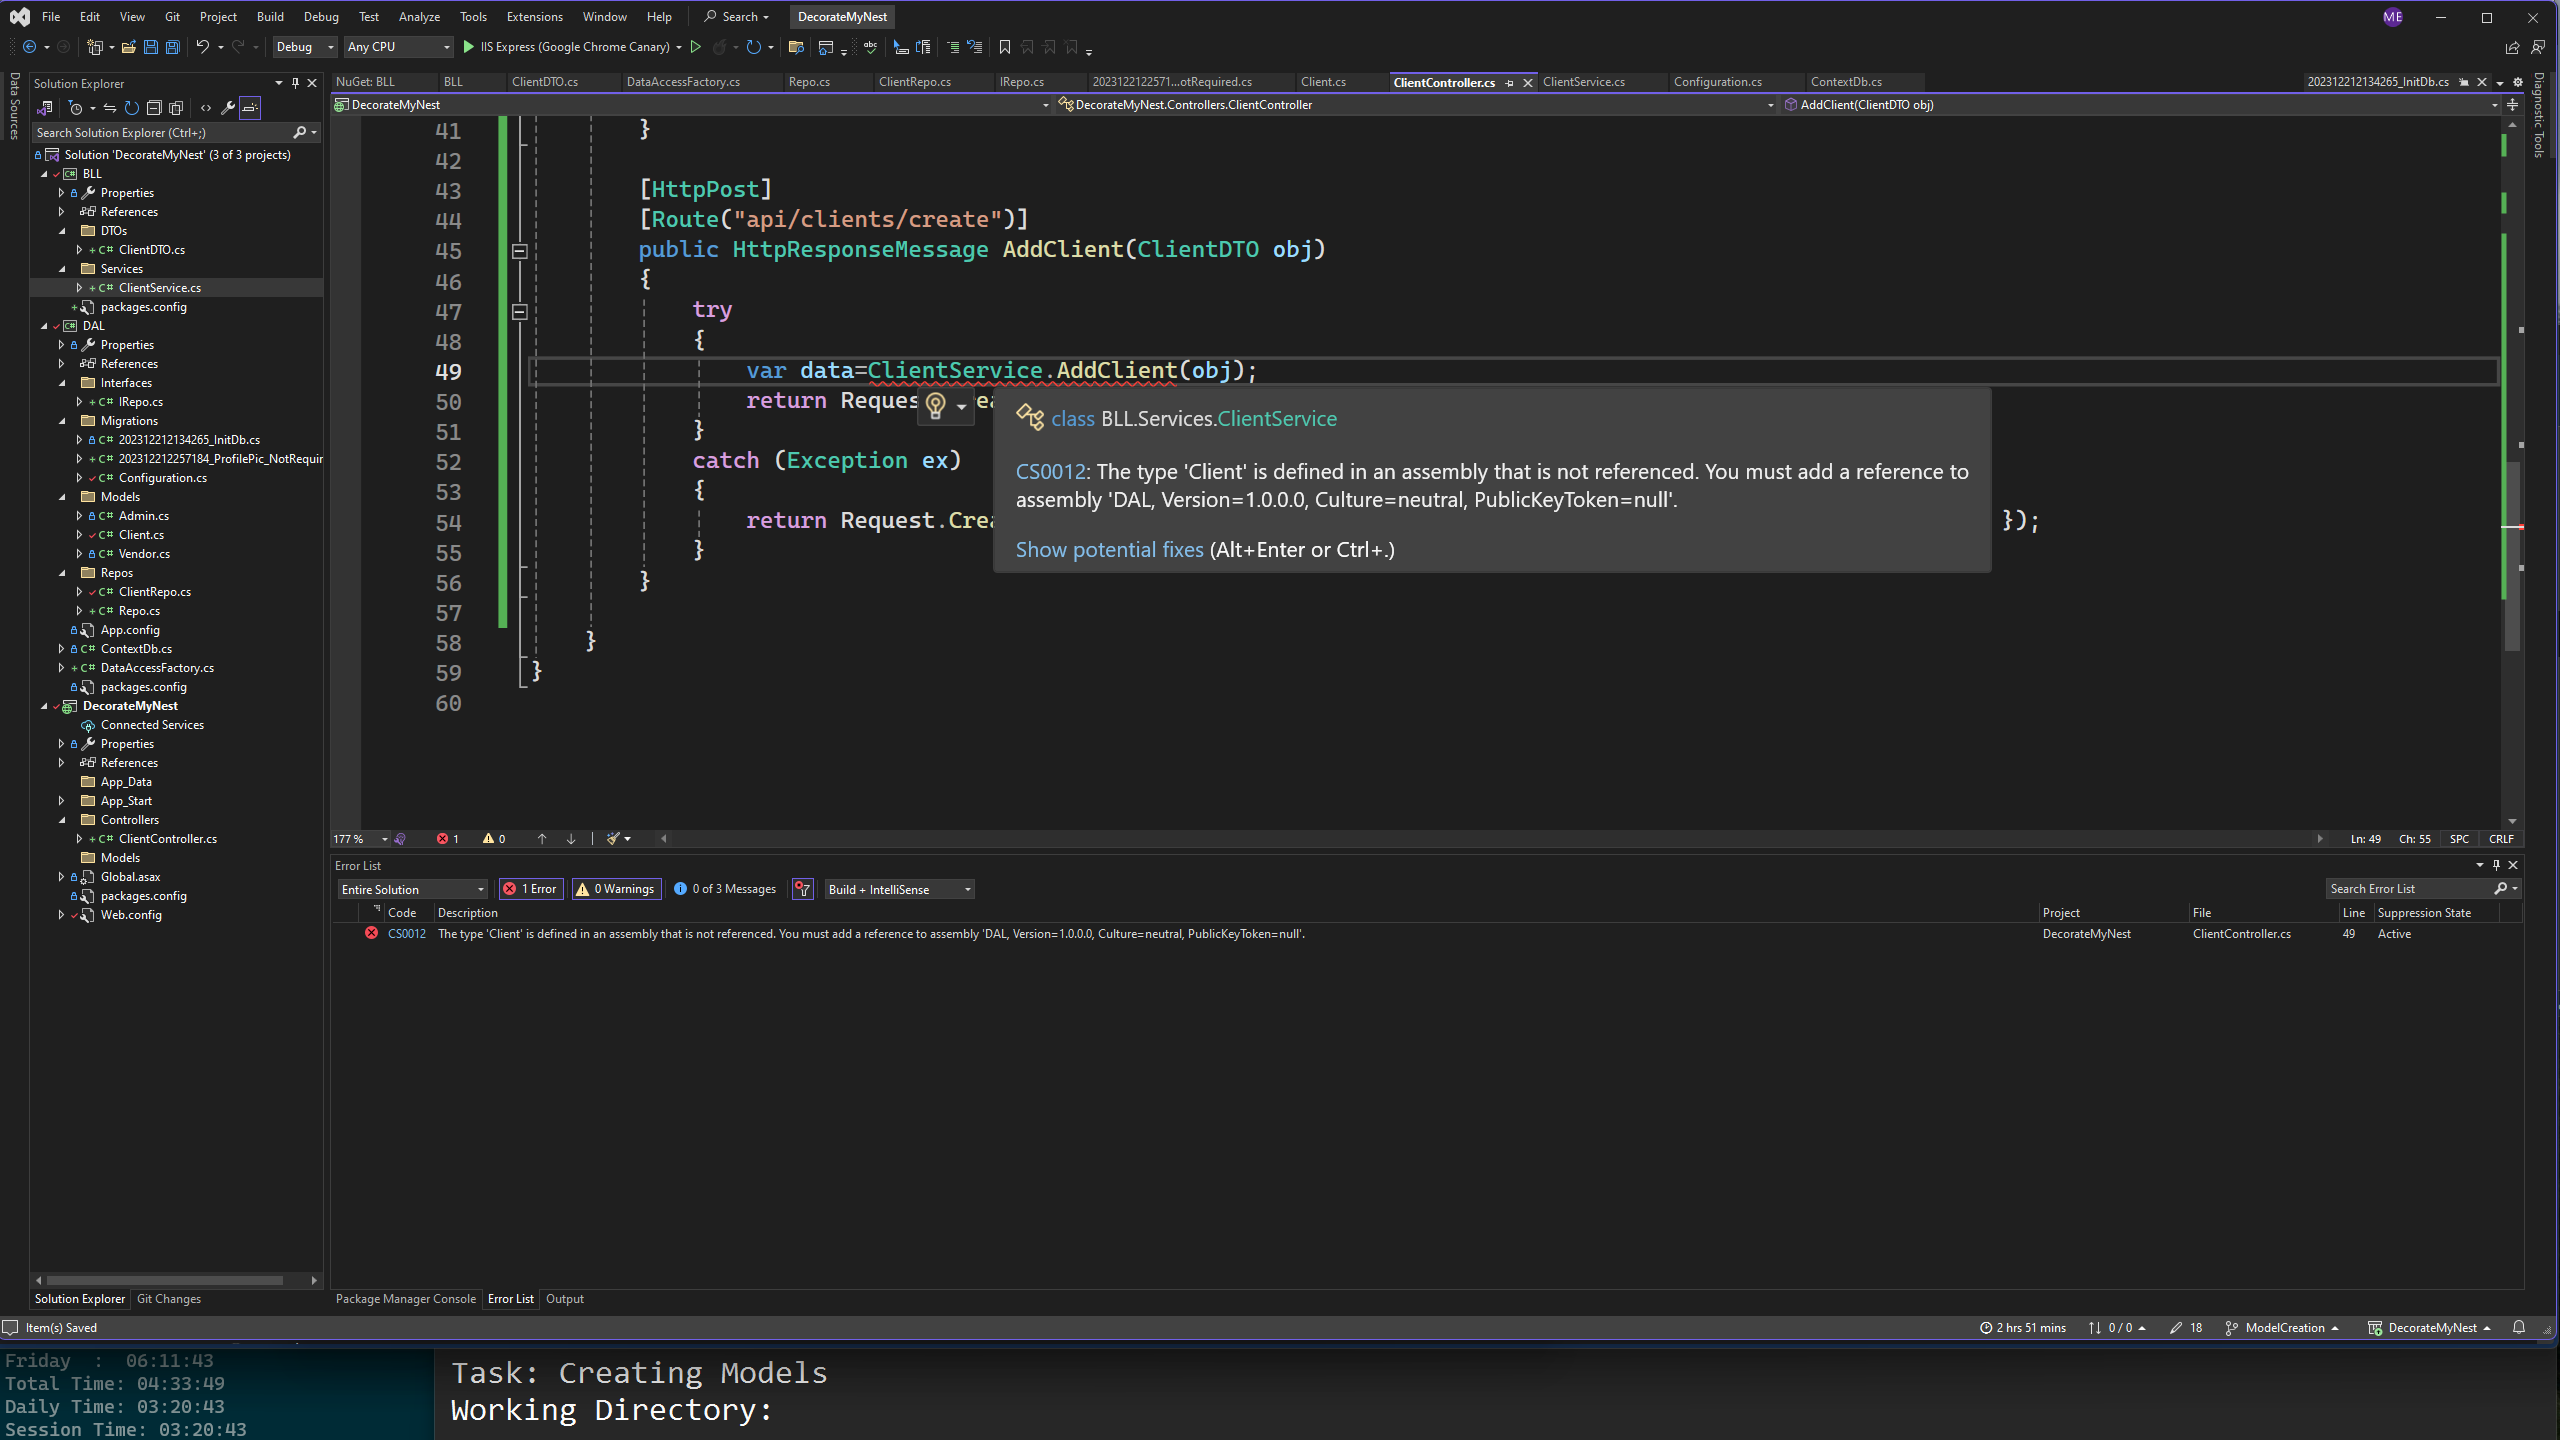 File Edit View Git Project Build Debug Test Analyze Tools Extensions Window Help Search DecorateMyNest ME
Debug Any CPU IIS Express (Google Chrome Canary)
Data Sources
Solution Explorer
Search Solution Explorer (Ctrl+;)
Solution 'DecorateMyNest' (3 of 3 projects)
BLL
Properties
References
DTOs
C# ClientDTO.cs
Services
C# ClientService.cs
packages.config
DAL
Properties
References
Interfaces
C# IRepo.cs
Migrations
C# 202312212134265_InitDb.cs
C# 202312212257184_ProfilePic_NotRequir
C# Configuration.cs
Models
C# Admin.cs
C# Client.cs
C# Vendor.cs
Repos
C# ClientRepo.cs
C# Repo.cs
App.config
C# ContextDb.cs
C# DataAccessFactory.cs
packages.config
DecorateMyNest
Connected Services
Properties
References
App_Data
App_Start
Controllers
C# ClientController.cs
Models
Global.asax
packages.config
Web.config
Solution Explorer Git Changes
NuGet: BLL BLL ClientDTO.cs DataAccessFactory.cs Repo.cs ClientRepo.cs IRepo.cs 2023122122571...otRequired.cs Client.cs ClientController.cs ClientService.cs Configuration.cs ContextDb.cs 202312212134265_InitDb.cs
Diagnostic Tools
DecorateMyNest DecorateMyNest.Controllers.ClientController AddClient(ClientDTO obj)
41 }
42
43 [HttpPost]
44 [Route("api/clients/create")]
45 public HttpResponseMessage AddClient(ClientDTO obj)
46 {
47 try
48 {
49 var data=ClientService.AddClient(obj);
50 return Reques
51 }
52 catch (Exception ex)
53 {
54 return Request.Crea });
55 }
56 }
57
58 }
59 }
60
class BLL.Services.ClientService
CS0012: The type 'Client' is defined in an assembly that is not referenced. You must add a reference to
assembly 'DAL, Version=1.0.0.0, Culture=neutral, PublicKeyToken=null'.
Show potential fixes (Alt+Enter or Ctrl+.)
177 % 1 0 Ln: 49 Ch: 55 SPC CRLF
Error List
Entire Solution 1 Error 0 Warnings 0 of 3 Messages Build + IntelliSense Search Error List
Code Description Project File Line Suppression State
CS0012 The type 'Client' is defined in an assembly that is not referenced. You must add a reference to assembly 'DAL, Version=1.0.0.0, Culture=neutral, PublicKeyToken=null'. DecorateMyNest ClientController.cs 49 Active
Package Manager Console Error List Output
Item(s) Saved 2 hrs 51 mins 0 / 0 18 ModelCreation DecorateMyNest
Friday : 06:11:43
Total Time: 04:33:49
Daily Time: 03:20:43
Session Time: 03:20:43
Task: Creating Models
Working Directory: